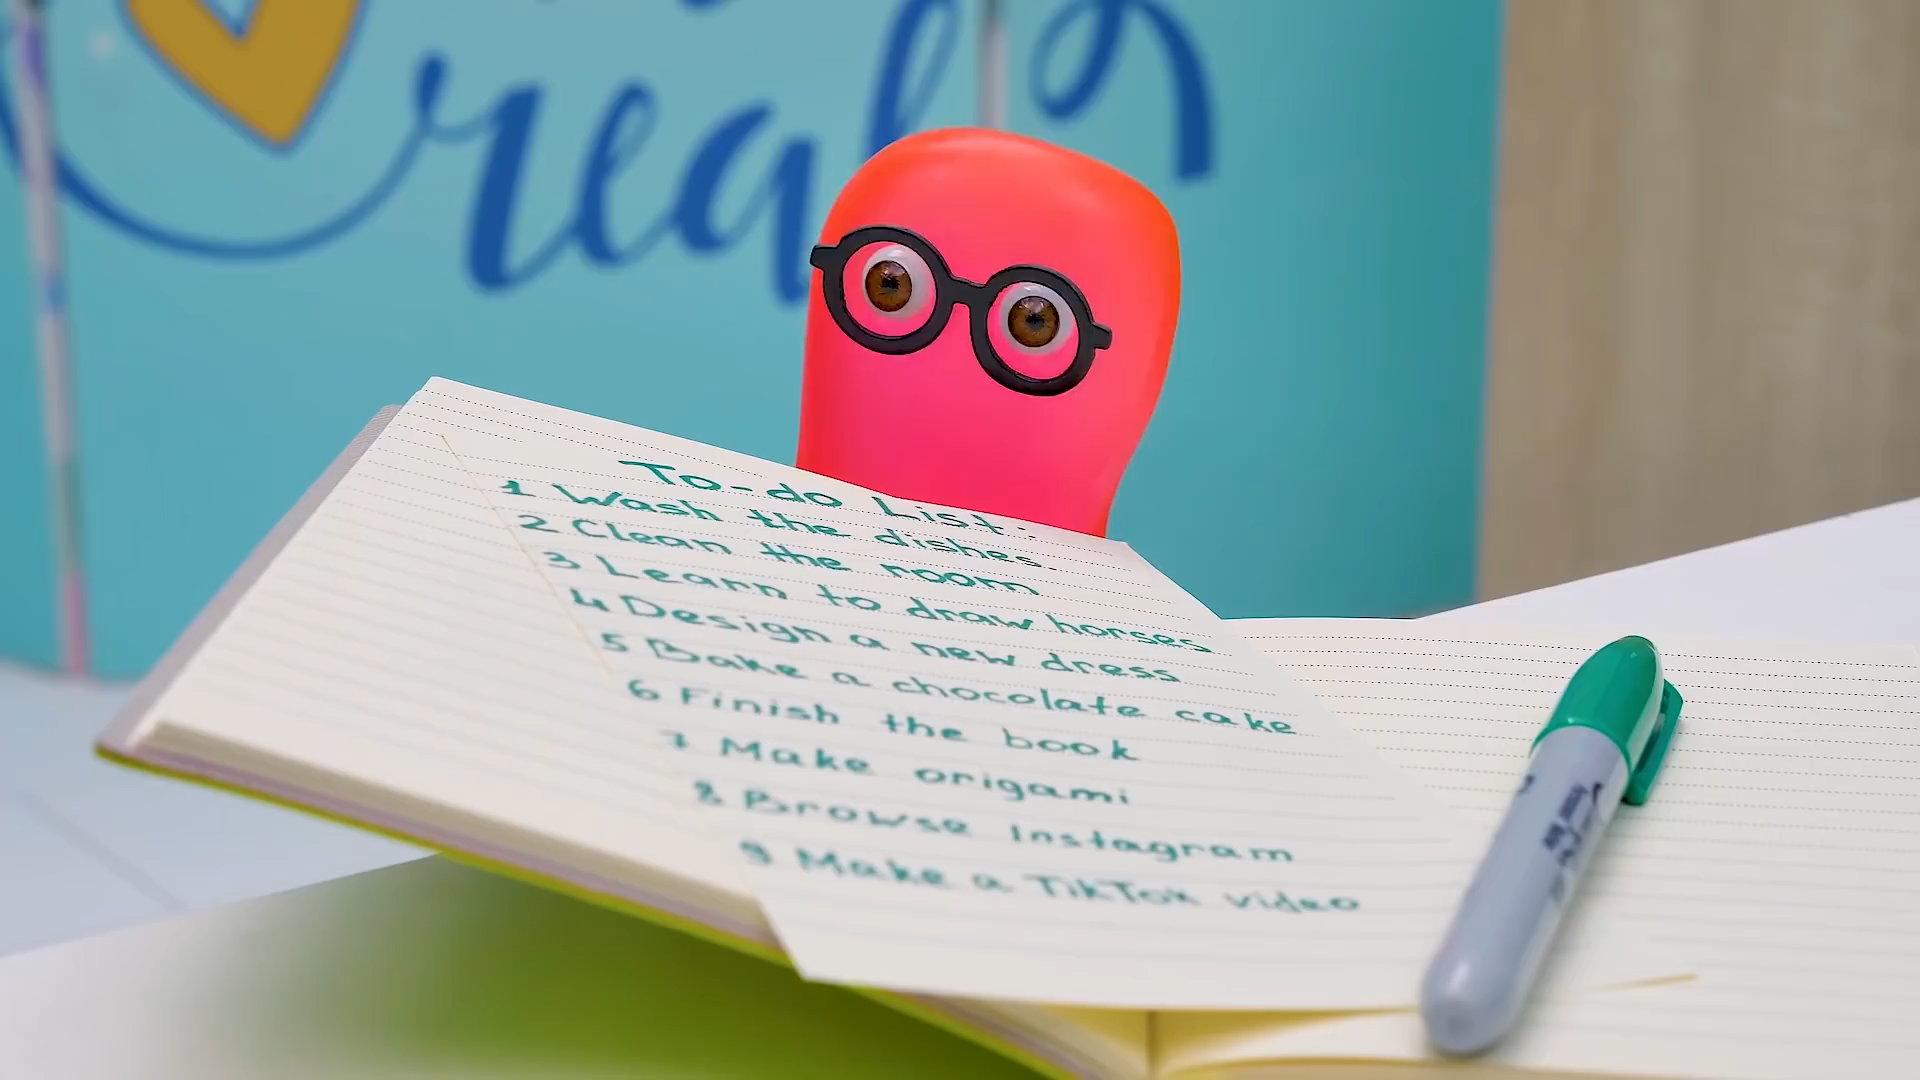 real
To-do List:
1 Wash the dishes.
2 Clean the room
3 Learn to draw horses
4 Design a new dress
5 Bake a chocolate cake
6 Finish the book
7 Make origami
8 Browse Instagram
9 Make a TikTok video